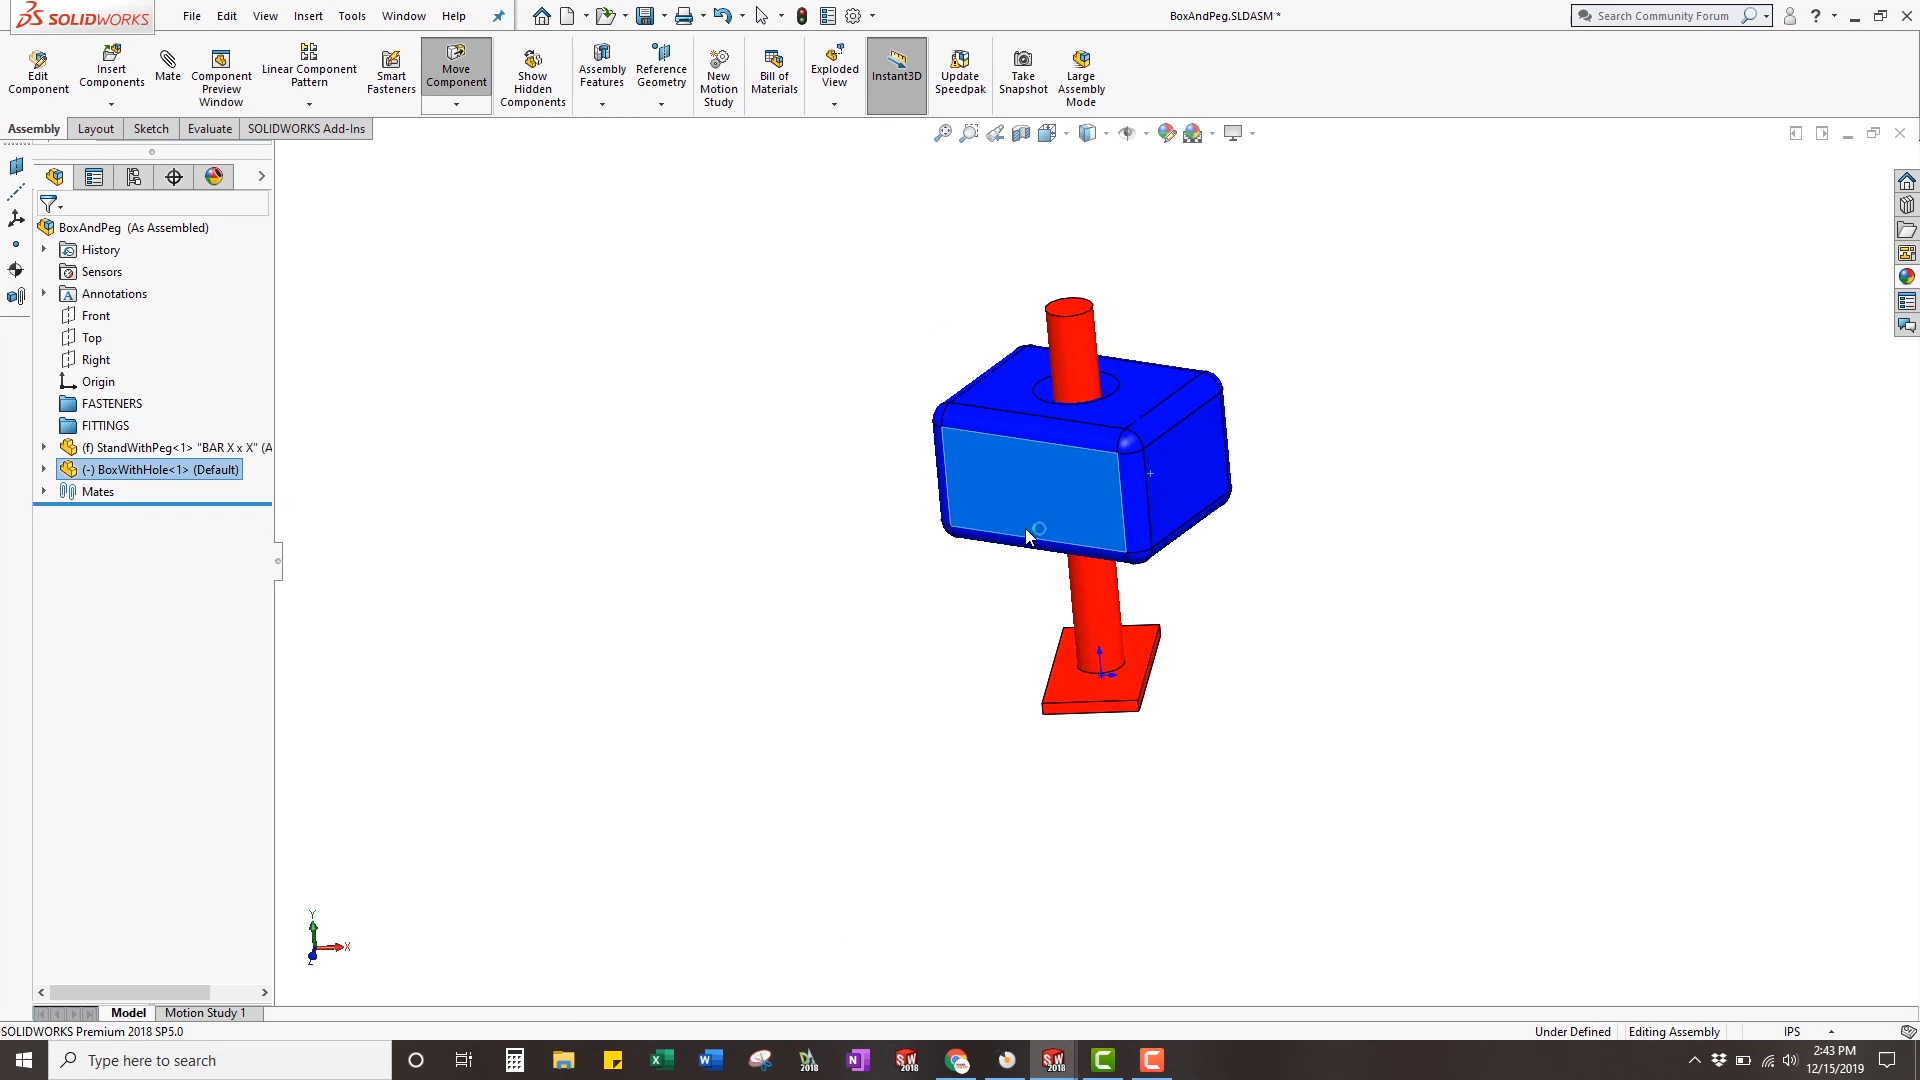 SOLIDWORKS
File Edit View Insert Tools Window Help
BoxAndPeg.SLDASM *
Search Community Forum
Edit Component
Insert Components
Mate
Component Preview Window
Linear Component Pattern
Smart Fasteners
Move Component
Show Hidden Components
Assembly Features
Reference Geometry
New Motion Study
Bill of Materials
Exploded View
Instant3D
Update Speedpak
Take Snapshot
Large Assembly Mode
Assembly Layout Sketch Evaluate SOLIDWORKS Add-Ins
BoxAndPeg (As Assembled)
History
Sensors
Annotations
Front
Top
Right
Origin
FASTENERS
FITTINGS
(f) StandWithPeg<1> "BAR X x X" (A
(-) BoxWithHole<1> (Default)
Mates
Y
X
Z
Model Motion Study 1
SOLIDWORKS Premium 2018 SP5.0
Under Defined Editing Assembly IPS
Type here to search
2:43 PM
12/15/2019